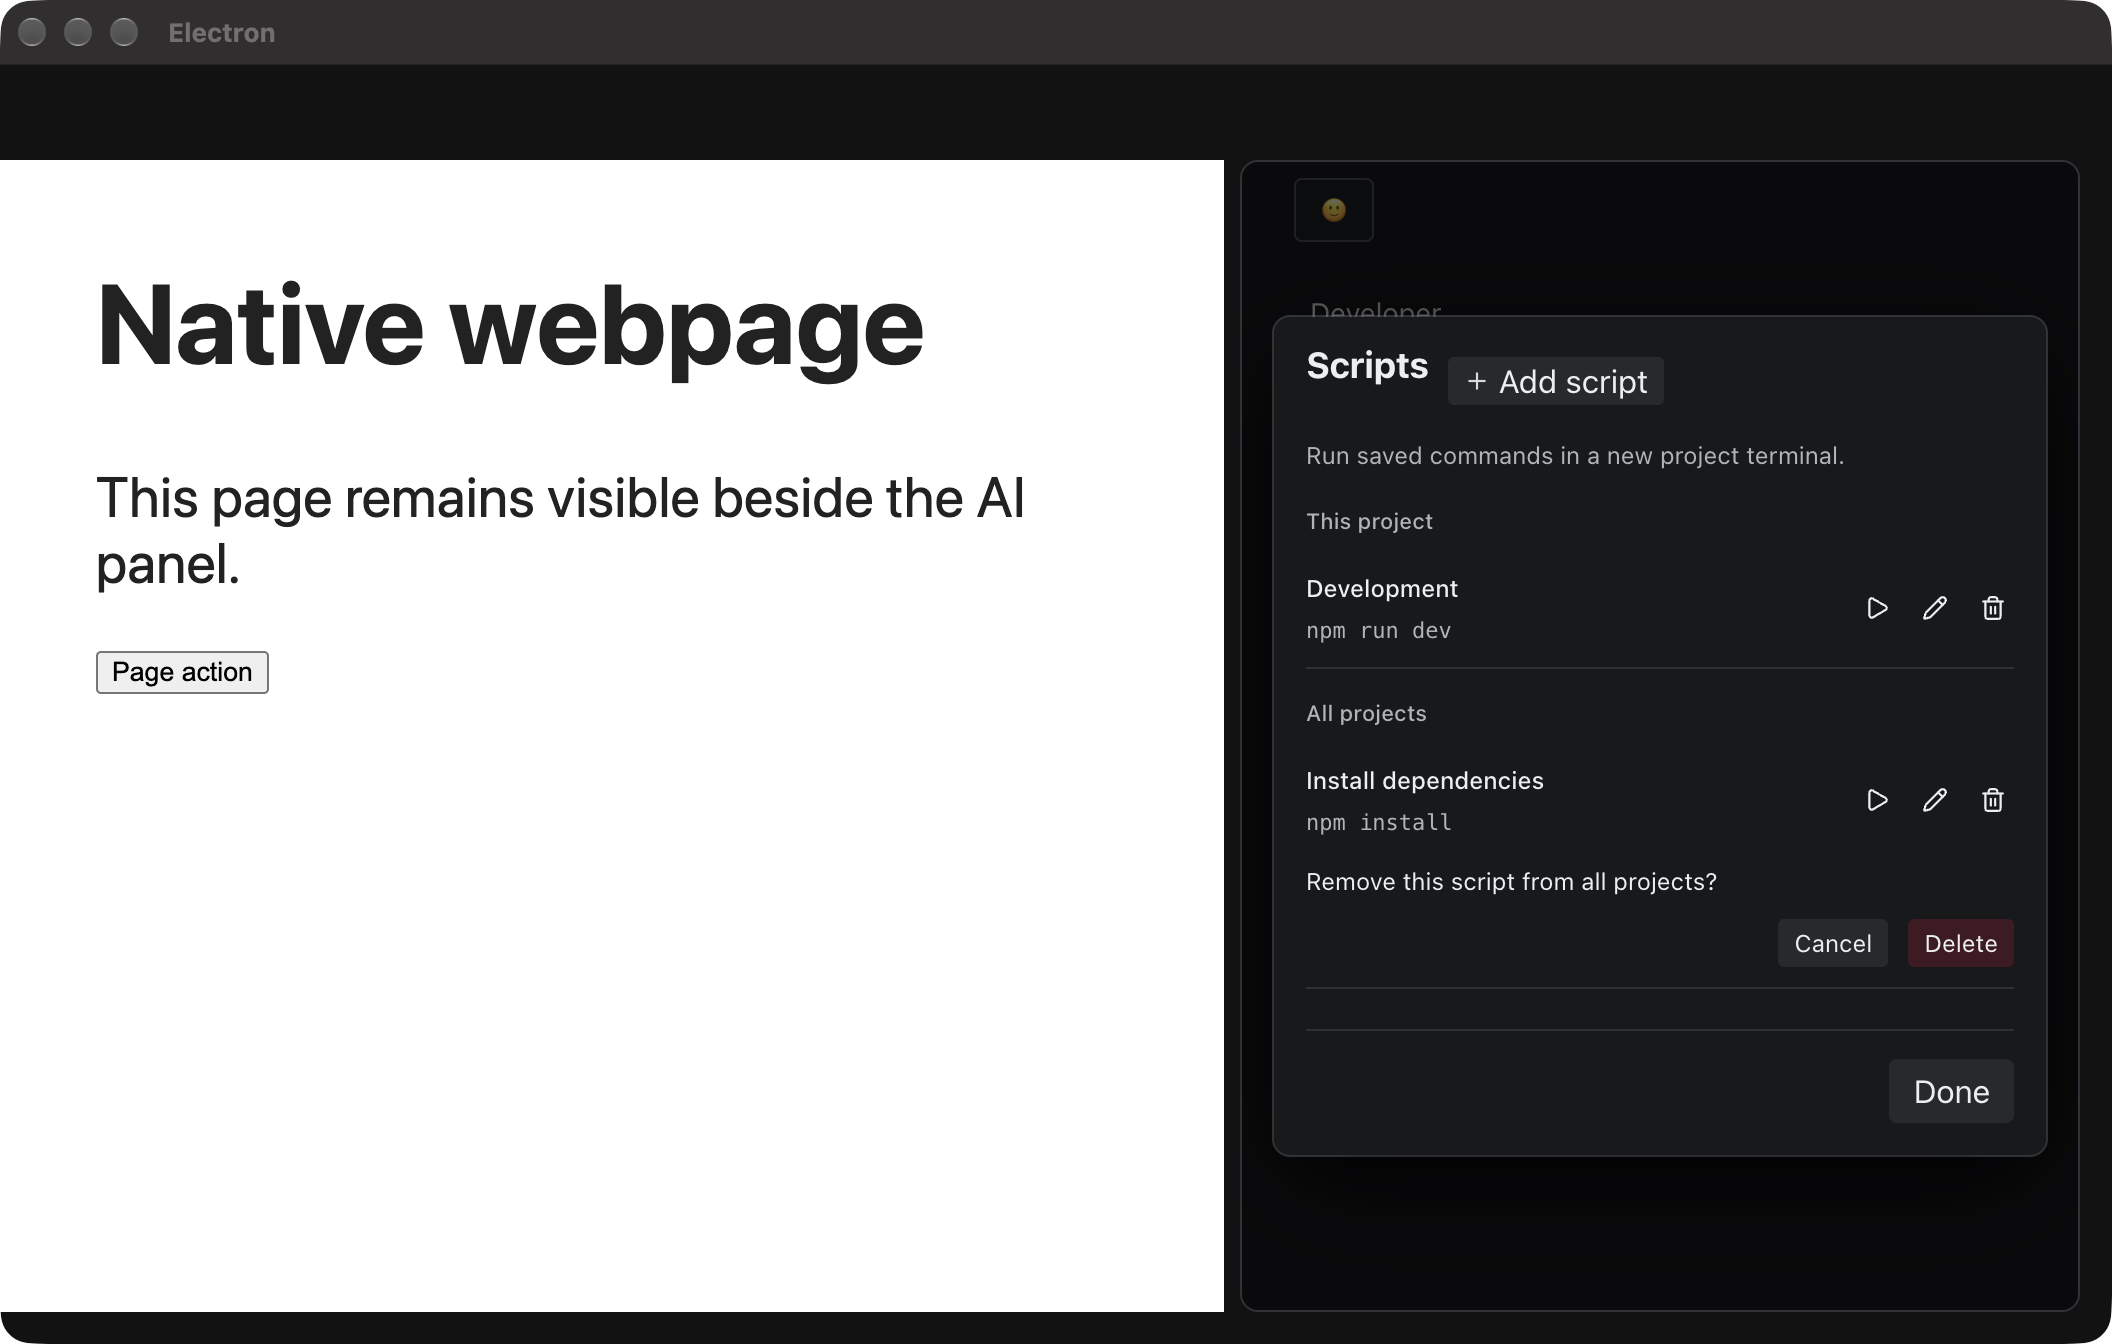 Electron
Native webpage
This page remains visible beside the AI
panel.
Page action
Developer
Scripts
+ Add script
Run saved commands in a new project terminal.
This project
Development
npm run dev
All projects
Install dependencies
npm install
Remove this script from all projects?
Cancel
Delete
Done